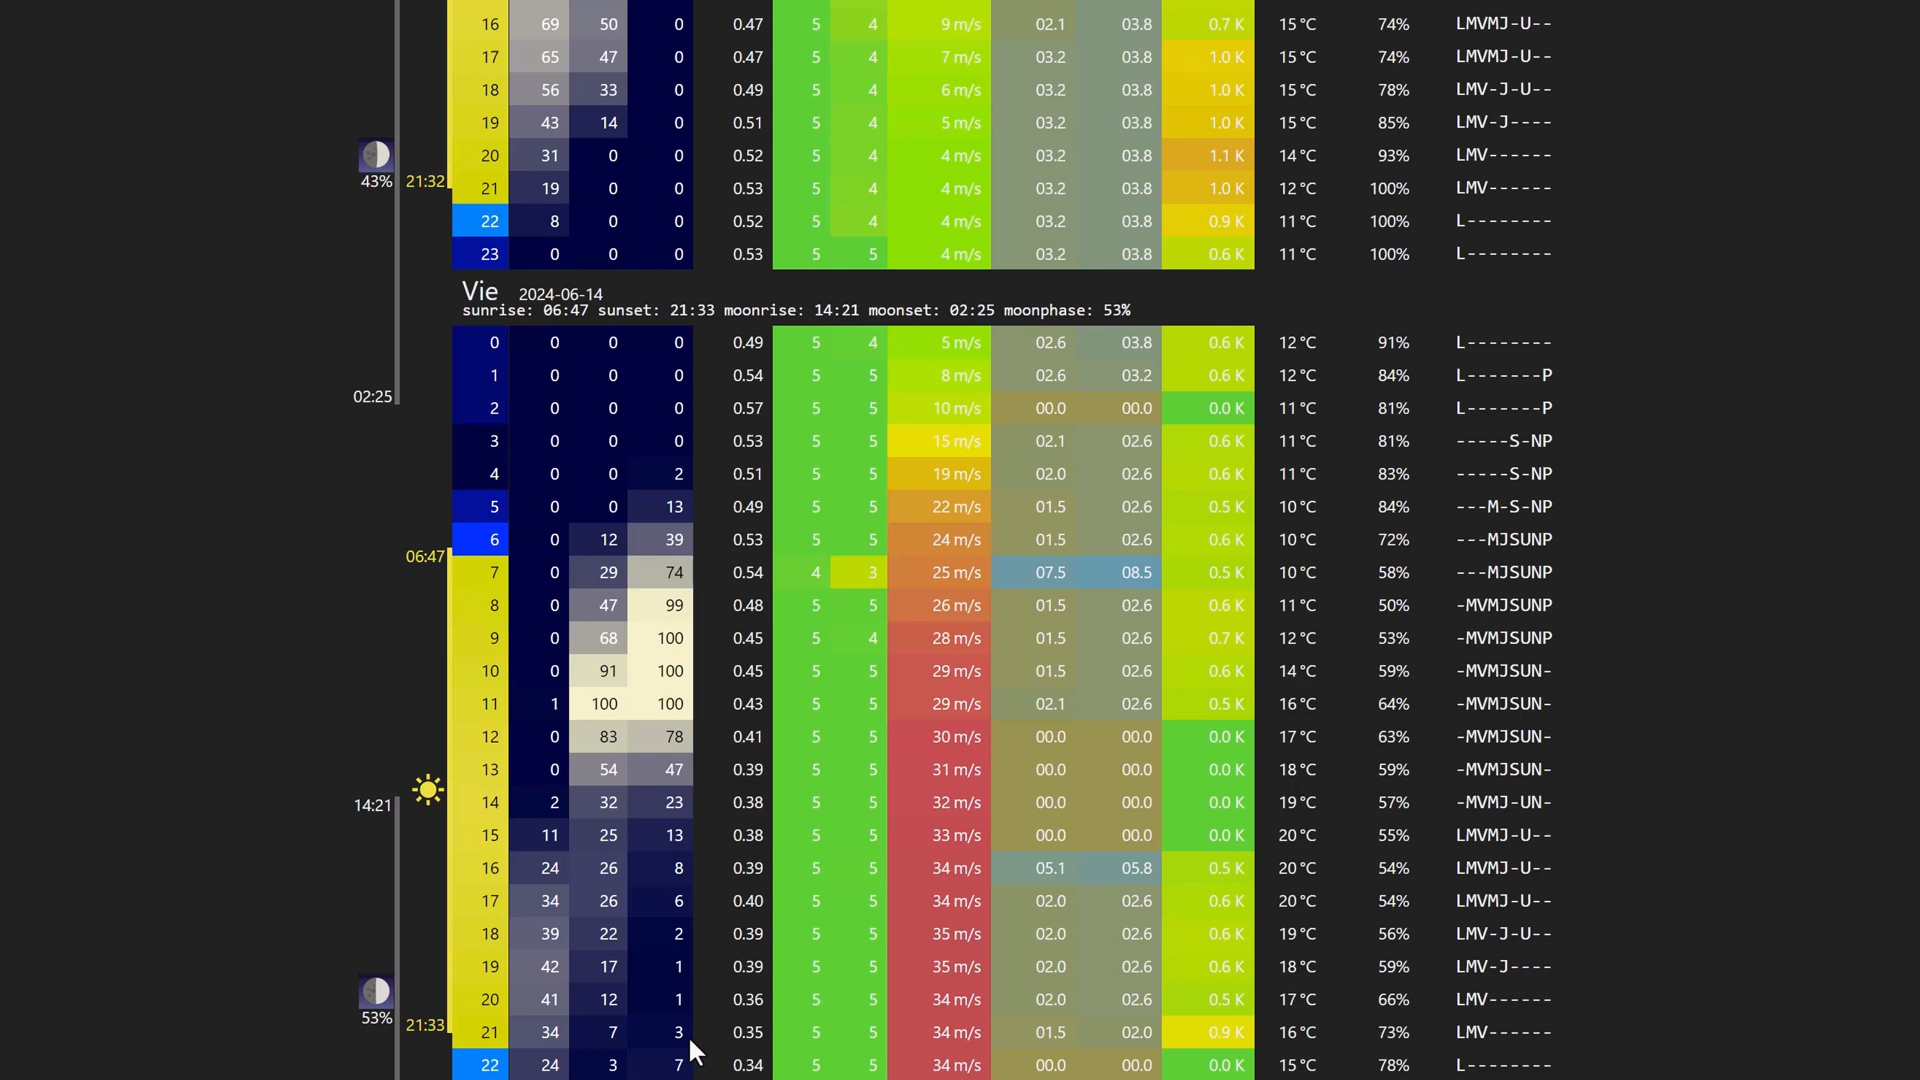 16 69 50 0 0.47 5 4 9 m/s 02.1 03.8 0.7 K 15 °C 74% LMVMJ-U--
17 65 47 0 0.47 5 4 7 m/s 03.2 03.8 1.0 K 15 °C 74% LMVMJ-U--
18 56 33 0 0.49 5 4 6 m/s 03.2 03.8 1.0 K 15 °C 78% LMV-J-U--
19 43 14 0 0.51 5 4 5 m/s 03.2 03.8 1.0 K 15 °C 85% LMV-J----
20 31 0 0 0.52 5 4 4 m/s 03.2 03.8 1.1 K 14 °C 93% LMV------
43% 21:32 21 19 0 0 0.53 5 4 4 m/s 03.2 03.8 1.0 K 12 °C 100% LMV------
22 8 0 0 0.52 5 4 4 m/s 03.2 03.8 0.9 K 11 °C 100% L--------
23 0 0 0 0.53 5 5 4 m/s 03.2 03.8 0.6 K 11 °C 100% L--------
Vie 2024-06-14
sunrise: 06:47 sunset: 21:33 moonrise: 14:21 moonset: 02:25 moonphase: 53%
0 0 0 0 0.49 5 4 5 m/s 02.6 03.8 0.6 K 12 °C 91% L--------
1 0 0 0 0.54 5 5 8 m/s 02.6 03.2 0.6 K 12 °C 84% L-------P
02:25 2 0 0 0 0.57 5 5 10 m/s 00.0 00.0 0.0 K 11 °C 81% L-------P
3 0 0 0 0.53 5 5 15 m/s 02.1 02.6 0.6 K 11 °C 81% -----S-NP
4 0 0 2 0.51 5 5 19 m/s 02.0 02.6 0.6 K 11 °C 83% -----S-NP
5 0 0 13 0.49 5 5 22 m/s 01.5 02.6 0.5 K 10 °C 84% ---M-S-NP
6 0 12 39 0.53 5 5 24 m/s 01.5 02.6 0.6 K 10 °C 72% ---MJSUNP
06:47 7 0 29 74 0.54 4 3 25 m/s 07.5 08.5 0.5 K 10 °C 58% ---MJSUNP
8 0 47 99 0.48 5 5 26 m/s 01.5 02.6 0.6 K 11 °C 50% -MVMJSUNP
9 0 68 100 0.45 5 4 28 m/s 01.5 02.6 0.7 K 12 °C 53% -MVMJSUNP
10 0 91 100 0.45 5 5 29 m/s 01.5 02.6 0.6 K 14 °C 59% -MVMJSUN-
11 1 100 100 0.43 5 5 29 m/s 02.1 02.6 0.5 K 16 °C 64% -MVMJSUN-
12 0 83 78 0.41 5 5 30 m/s 00.0 00.0 0.0 K 17 °C 63% -MVMJSUN-
13 0 54 47 0.39 5 5 31 m/s 00.0 00.0 0.0 K 18 °C 59% -MVMJSUN-
14:21 14 2 32 23 0.38 5 5 32 m/s 00.0 00.0 0.0 K 19 °C 57% -MVMJ-UN-
15 11 25 13 0.38 5 5 33 m/s 00.0 00.0 0.0 K 20 °C 55% LMVMJ-U--
16 24 26 8 0.39 5 5 34 m/s 05.1 05.8 0.5 K 20 °C 54% LMVMJ-U--
17 34 26 6 0.40 5 5 34 m/s 02.0 02.6 0.6 K 20 °C 54% LMVMJ-U--
18 39 22 2 0.39 5 5 35 m/s 02.0 02.6 0.6 K 19 °C 56% LMV-J-U--
19 42 17 1 0.39 5 5 35 m/s 02.0 02.6 0.6 K 18 °C 59% LMV-J----
20 41 12 1 0.36 5 5 34 m/s 02.0 02.6 0.5 K 17 °C 66% LMV------
53% 21:33 21 34 7 3 0.35 5 5 34 m/s 01.5 02.0 0.9 K 16 °C 73% LMV------
22 24 3 7 0.34 5 5 34 m/s 00.0 00.0 0.0 K 15 °C 78% L--------